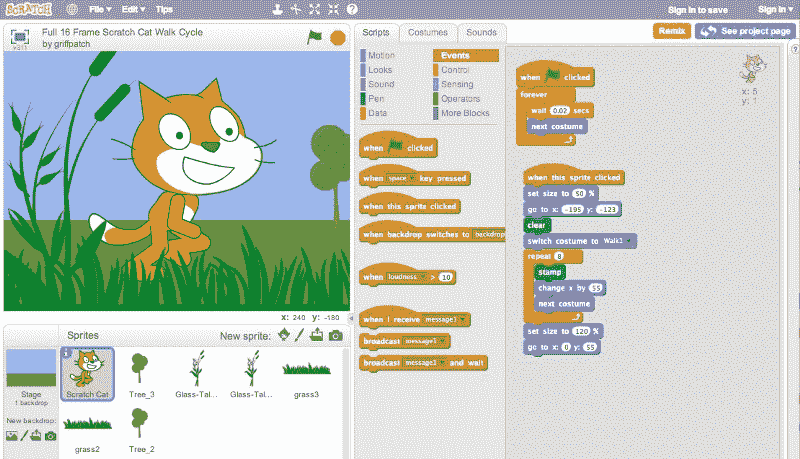 SCRATCH File Edit Tips Sign in to save Sign in
Full 16 Frame Scratch Cat Walk Cycle
by griffpatch
v411
Scripts Costumes Sounds
Remix See project page
Motion Events
Looks Control
Sound Sensing
Pen Operators
Data More Blocks
when clicked
when space key pressed
when this sprite clicked
when backdrop switches to backdrop
when loudness > 10
when I receive message1
broadcast message1
broadcast message1 and wait
when clicked
forever
wait 0.02 secs
next costume
when this sprite clicked
set size to 50 %
go to x: -195 y: -123
clear
switch costume to Walk1
repeat 8
stamp
change x by 55
next costume
set size to 120 %
go to x: 0 y: 55
x: 5
y: 1
x: 240 y: -180
Sprites New sprite:
Stage
1 backdrop
New backdrop:
Scratch Cat Tree_3 Glass-Tai... Glass-Tai... grass3
grass2 Tree_2